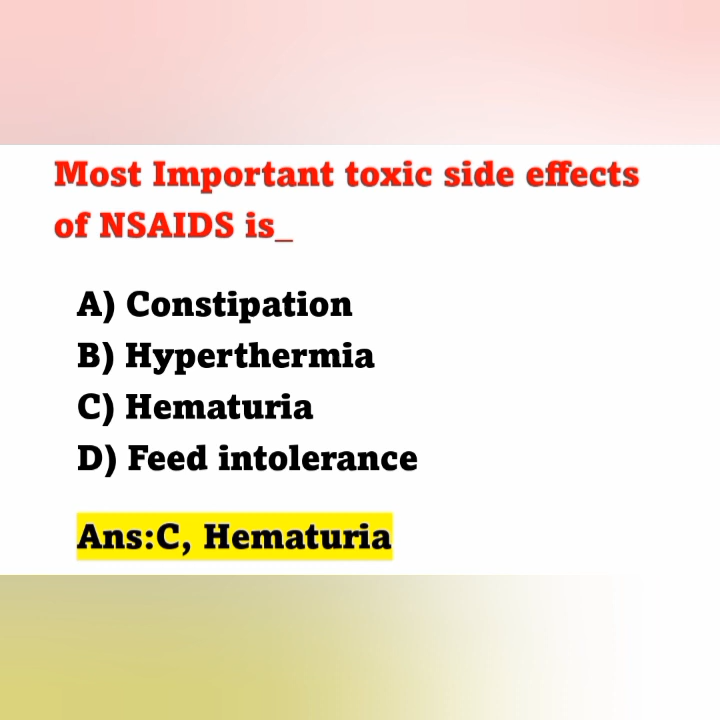 Most Important toxic side effects
of NSAIDS is_
A) Constipation
B) Hyperthermia
C) Hematuria
D) Feed intolerance
Ans:C, Hematuria